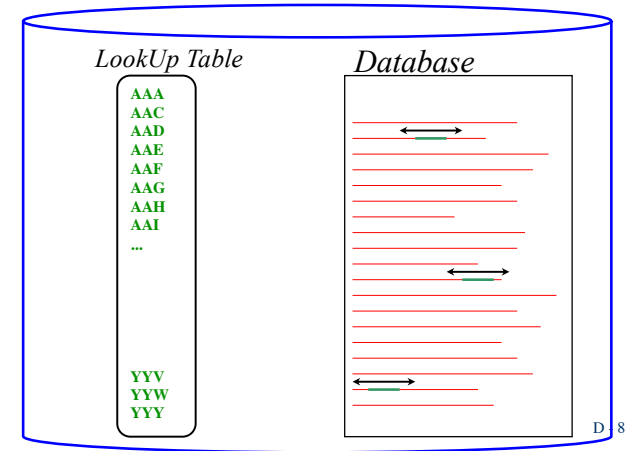 LookUp Table
Database
AAA
AAC
AAD
AAE
AAF
AAG
AAH
AAI
...
YYV
YYW
YYY
D - 8